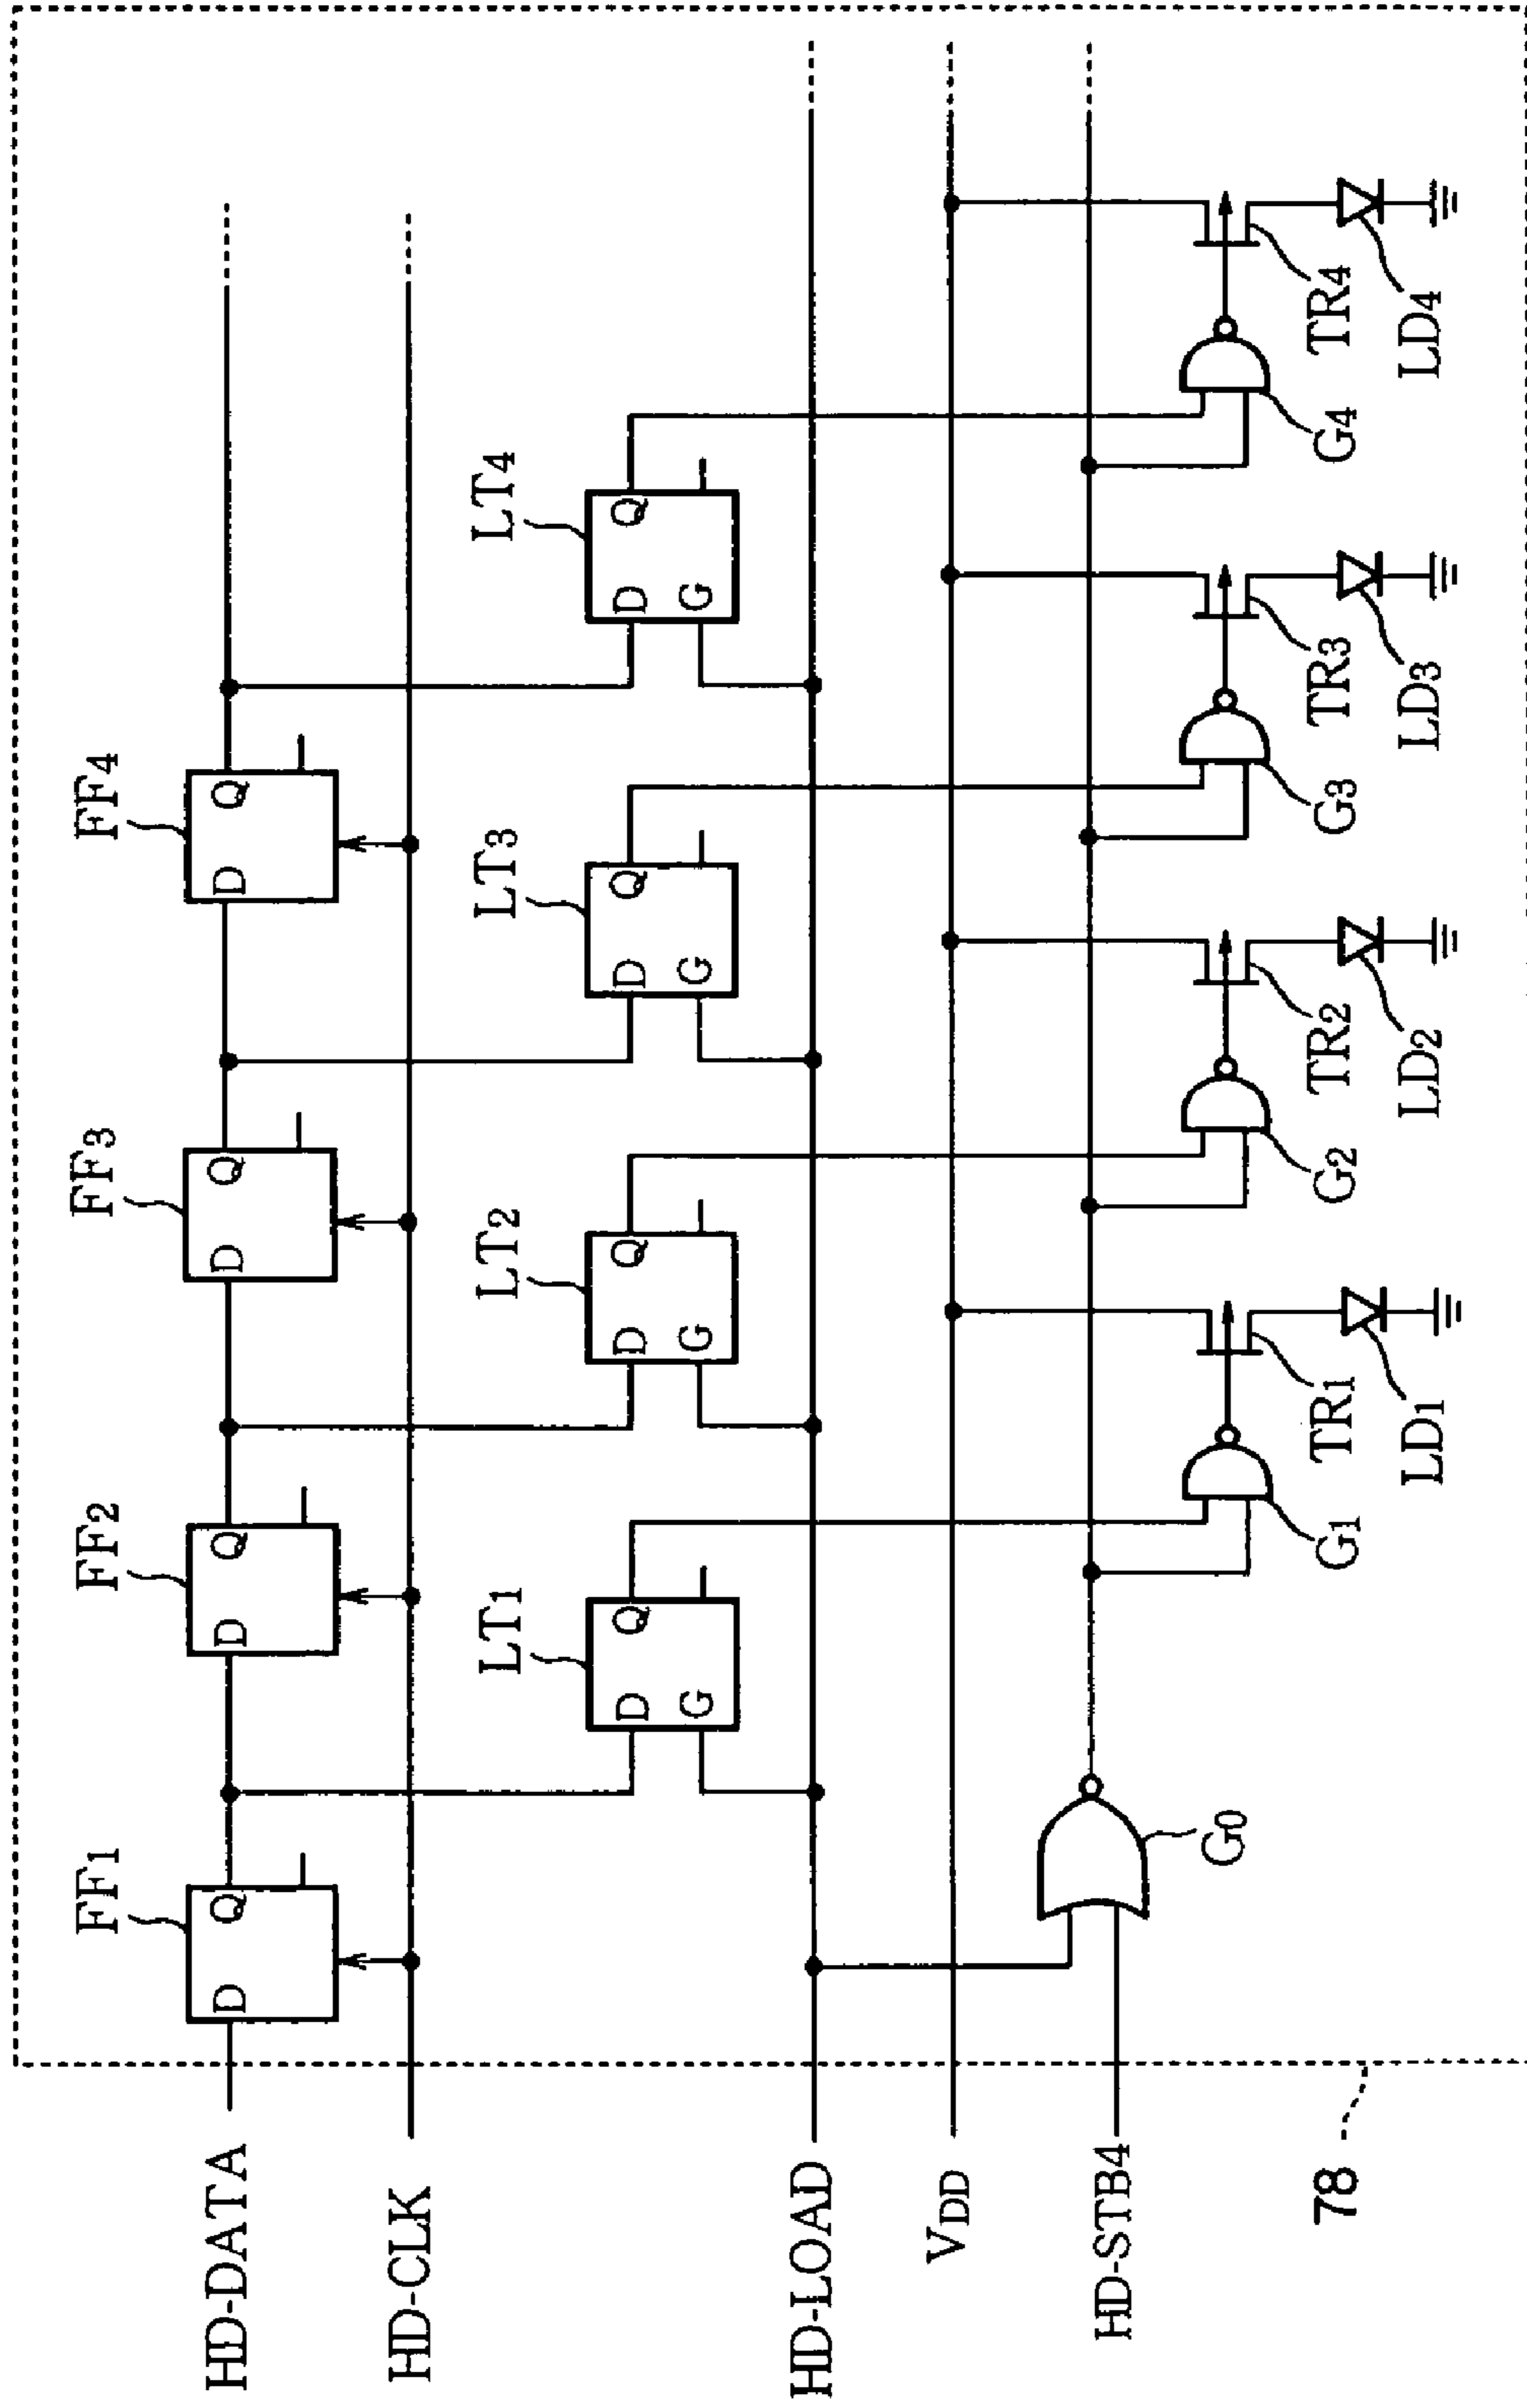 FF1
FF2
FF3
FF4
D
Q
D
Q
D
Q
D
Q
HD-DATA
HD-CLK
LT1
LT2
LT3
LT4
D
Q
D
Q
D
Q
D
Q
G
G
G
G
HD-LOAD
VDD
HD-STB4
G0
G1
G2
G3
G4
TR1
TR2
TR3
TR4
LD1
LD2
LD3
LD4
78